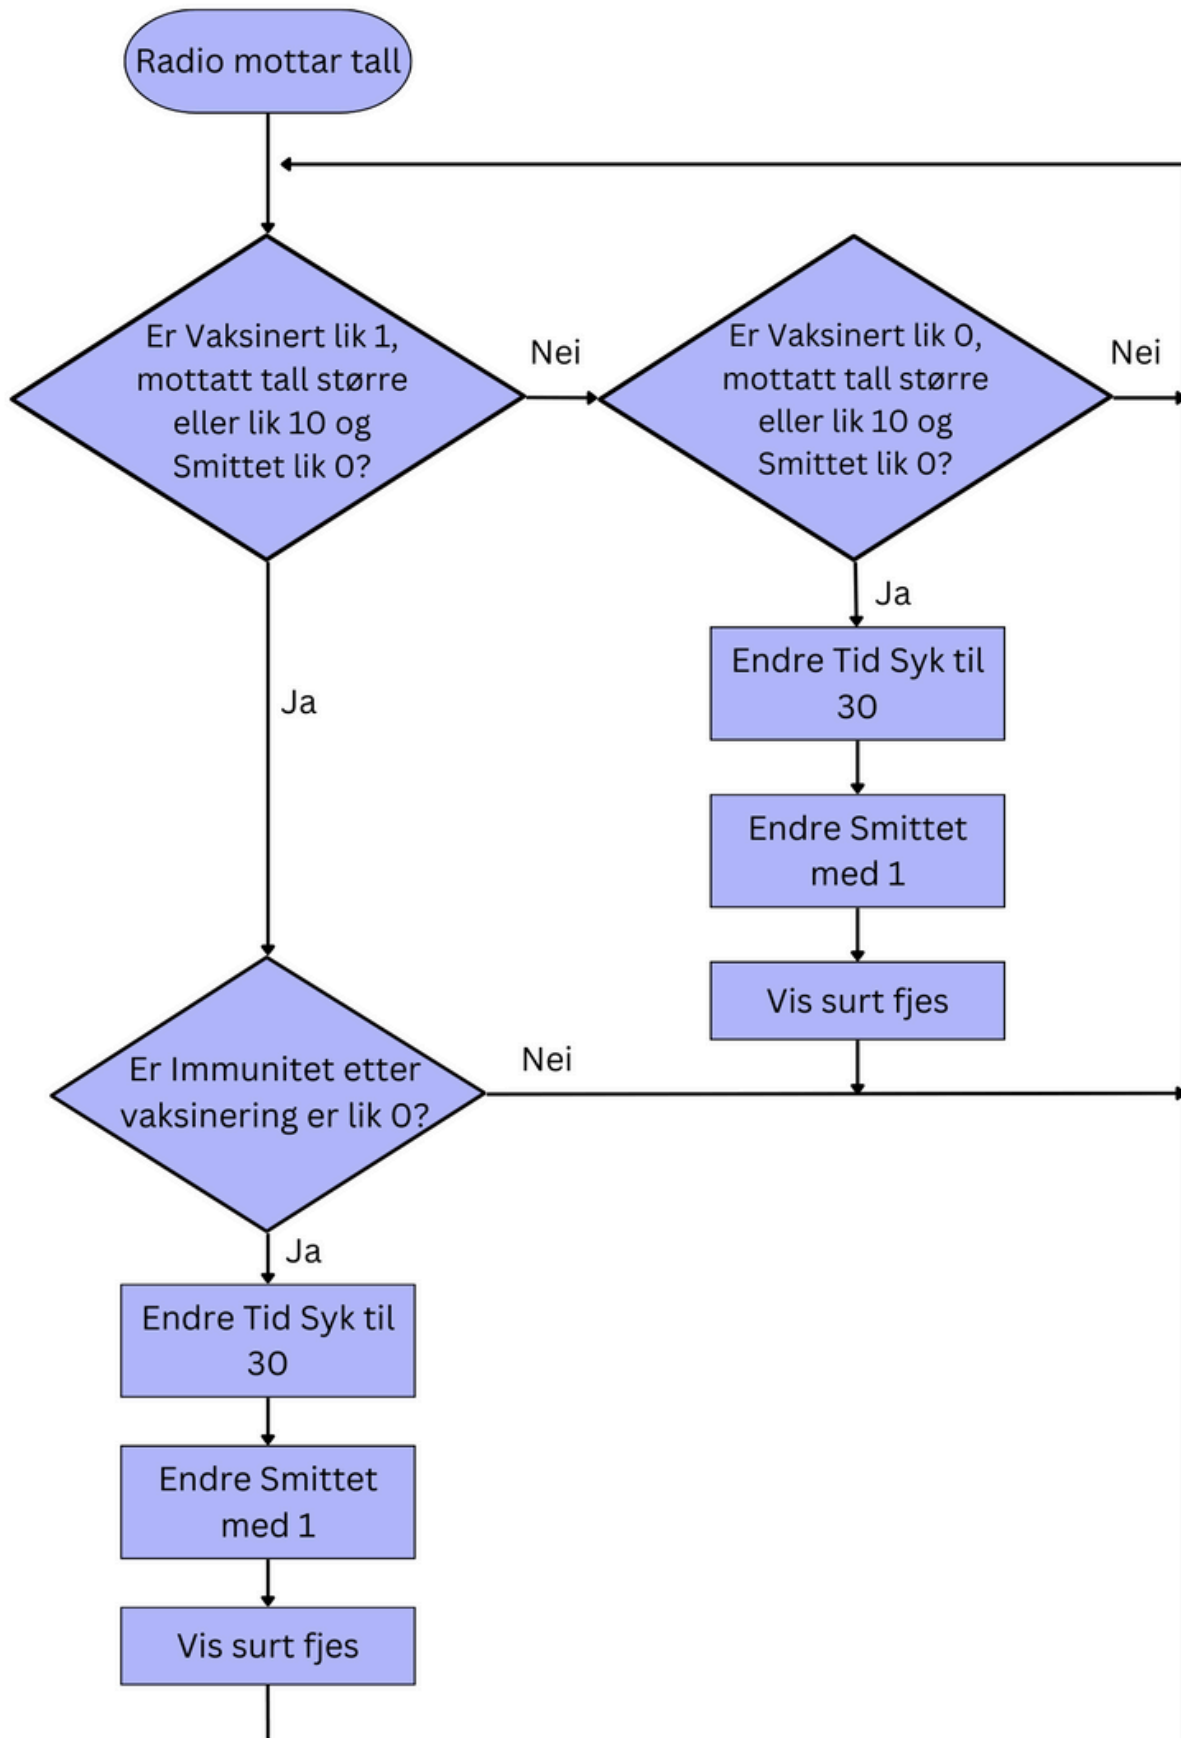 Radio mottar tall
Er Vaksinert lik 1,
mottatt tall større
eller lik 10 og
Smittet lik 0?
Nei
Er Vaksinert lik 0,
mottatt tall større
eller lik 10 og
Smittet lik 0?
Nei
Ja
Endre Tid Syk til
30
Endre Smittet
med 1
Vis surt fjes
Ja
Er Immunitet etter
vaksinering er lik 0?
Nei
Ja
Endre Tid Syk til
30
Endre Smittet
med 1
Vis surt fjes